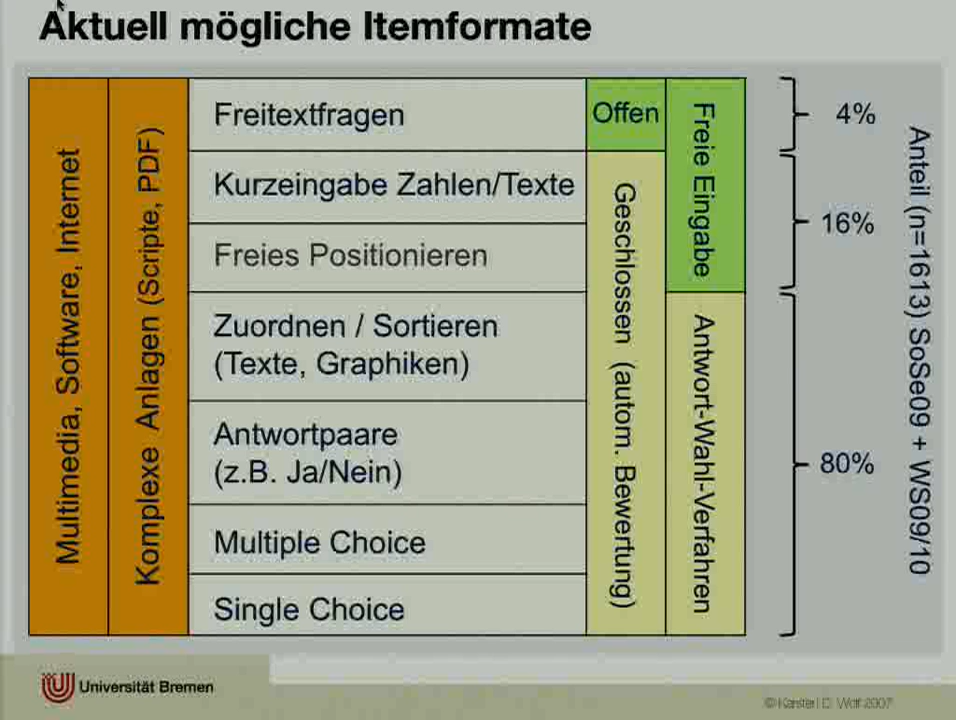 Aktuell mögliche Itemformate
Multimedia, Software, Internet
Komplexe Anlagen (Scripte, PDF)
Freitextfragen
Kurzeingabe Zahlen/Texte
Freies Positionieren
Zuordnen / Sortieren
(Texte, Graphiken)
Antwortpaare
(z.B. Ja/Nein)
Multiple Choice
Single Choice
Offen
Geschlossen (autom. Bewertung)
Freie Eingabe
Antwort-Wahl-Verfahren
4%
16%
80%
Anteil (n=1613) SoSe09 + WS09/10
Universität Bremen
© Karsten D. Wolf 2007